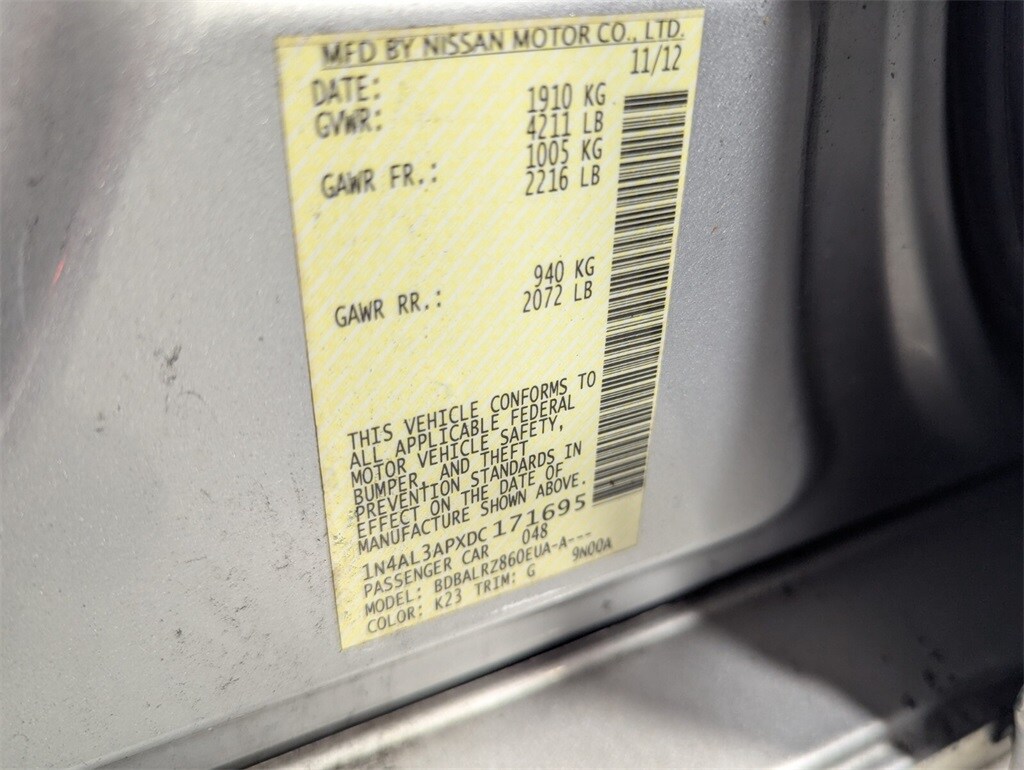 MFD BY NISSAN MOTOR CO., LTD.
DATE: 11/12
GVWR: 1910 KG
4211 LB
GAWR FR.: 1005 KG
2216 LB
GAWR RR.: 940 KG
2072 LB
THIS VEHICLE CONFORMS TO
ALL APPLICABLE FEDERAL
MOTOR VEHICLE SAFETY,
BUMPER, AND THEFT
PREVENTION STANDARDS IN
EFFECT ON THE DATE OF
MANUFACTURE SHOWN ABOVE.
1N4AL3APXDC171695
PASSENGER CAR 048
MODEL: BDBALRZ860EUA-A---
COLOR: K23 TRIM: G 9N00A